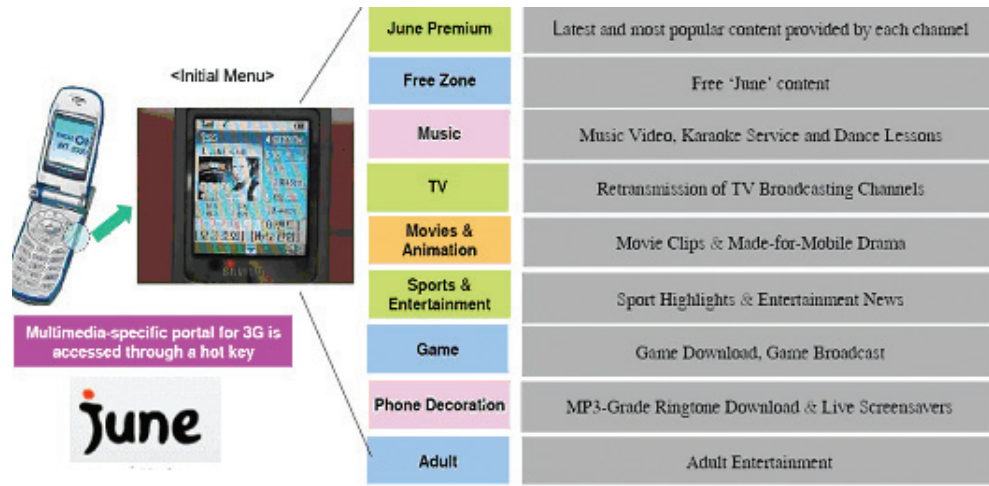 <Initial Menu>
Multimedia-specific portal for 3G is
accessed through a hot key
june
June Premium
Latest and most popular content provided by each channel
Free Zone
Free ‘June’ content
Music
Music Video, Karaoke Service and Dance Lessons
TV
Retransmission of TV Broadcasting Channels
Movies &
Animation
Movie Clips & Made-for-Mobile Drama
Sports &
Entertainment
Sport Highlights & Entertainment News
Game
Game Download, Game Broadcast
Phone Decoration
MP3-Grade Ringtone Download & Live Screensavers
Adult
Adult Entertainment